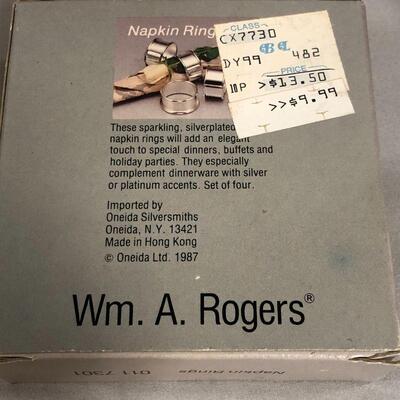 Napkin Rings
CLASS
CX7730
BL
482
DY99
PRICE
10P >$13.50
>>$9.99
These sparkling, silverplated
napkin rings will add an elegant
touch to special dinners, buffets and
holiday parties. They especially
complement dinnerware with silver
or platinum accents. Set of four.
Imported by
Oneida Silversmiths
Oneida, N.Y. 13421
Made in Hong Kong
© Oneida Ltd. 1987
Wm. A. Rogers®
Napkin Rings 011 7301